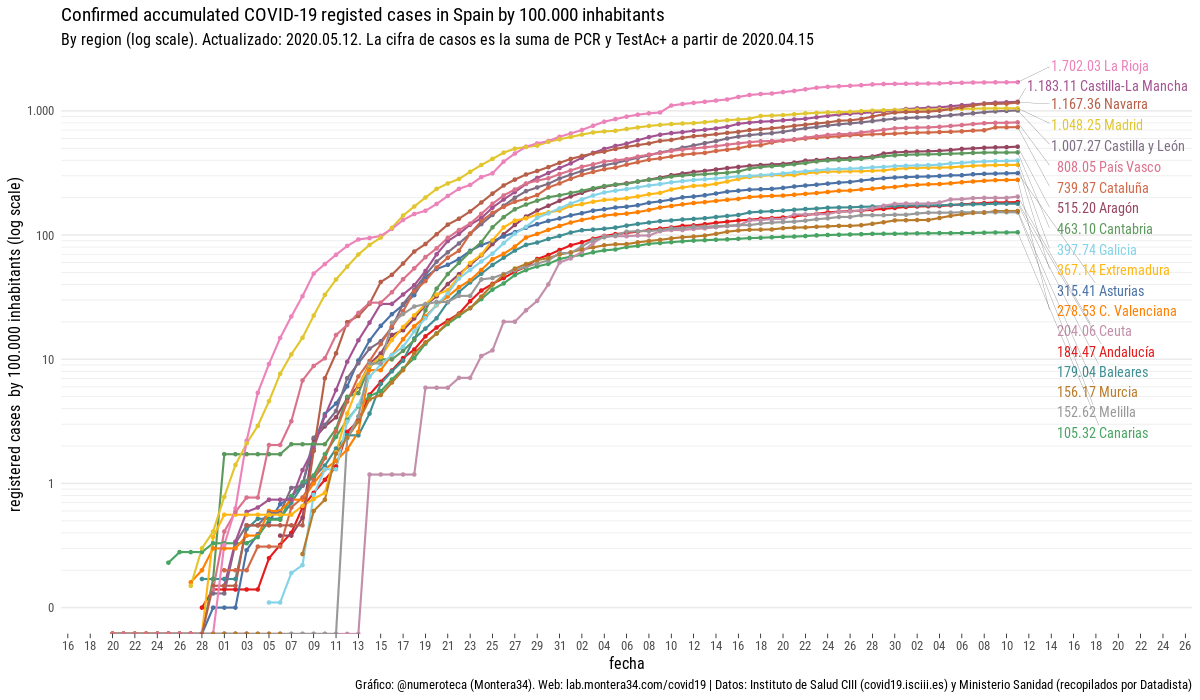 Confirmed accumulated COVID-19 registed cases in Spain by 100.000 inhabitants
By region (log scale). Actualizado: 2020.05.12. La cifra de casos es la suma de PCR y TestAc+ a partir de 2020.04.15
registered cases by 100.000 inhabitants (log scale)
1.000
100
10
1
0
1.702.03 La Rioja
1.183.11 Castilla-La Mancha
1.167.36 Navarra
1.048.25 Madrid
1.007.27 Castilla y León
808.05 País Vasco
739.87 Cataluña
515.20 Aragón
463.10 Cantabria
397.74 Galicia
367.14 Extremadura
315.41 Asturias
278.53 C. Valenciana
204.06 Ceuta
184.47 Andalucía
179.04 Baleares
156.17 Murcia
152.62 Melilla
105.32 Canarias
16 18 20 22 24 26 28 01 03 05 07 09 11 13 15 17 19 21 23 25 27 29 31 02 04 06 08 10 12 14 16 18 20 22 24 26 28 30 02 04 06 08 10 12 14 16 18 20 22 24 26
fecha
Gráfico: @numeroteca (Montera34). Web: lab.montera34.com/covid19 | Datos: Instituto de Salud CIII (covid19.isciii.es) y Ministerio Sanidad (recopilados por Datadista)